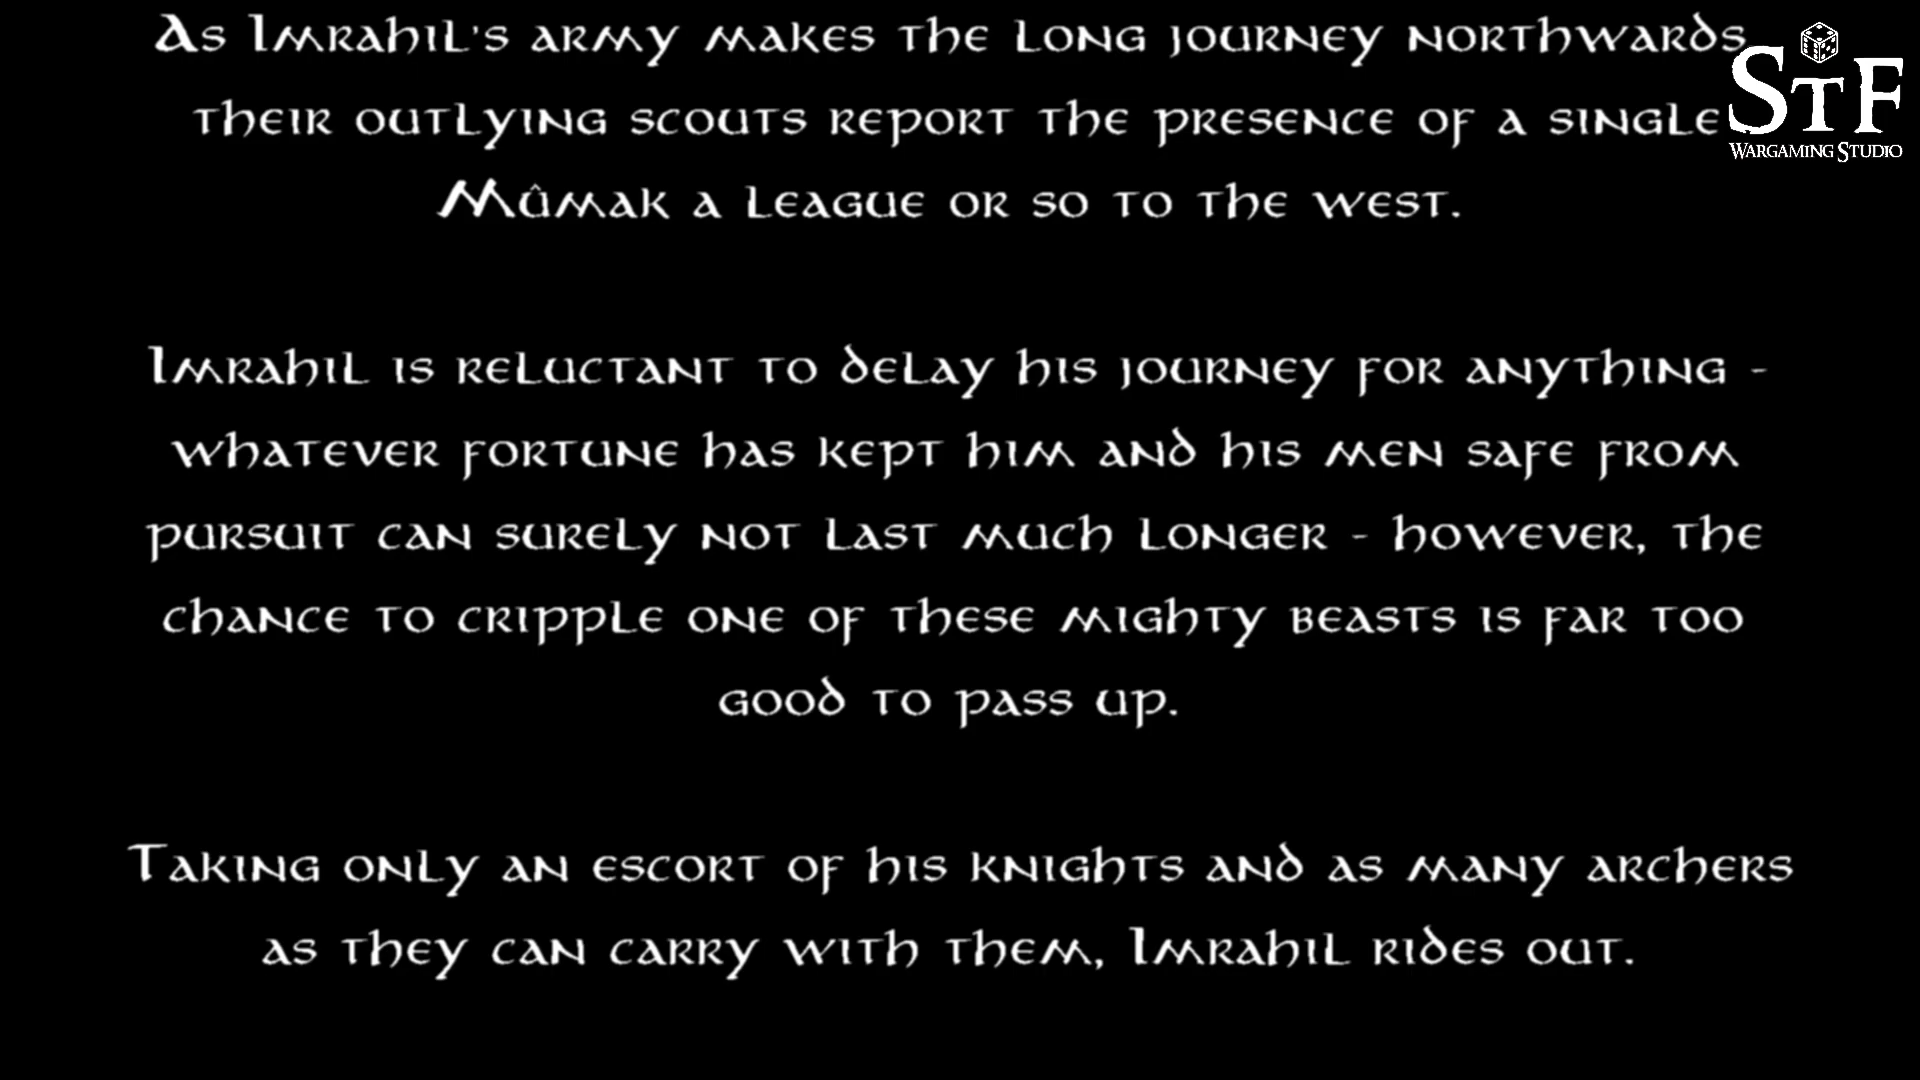 As Imrahil's army makes the long journey northwards
their outlying scouts report the presence of a single
Mûmak a league or so to the west.
Imrahil is reluctant to delay his journey for anything -
whatever fortune has kept him and his men safe from
pursuit can surely not last much longer - however, the
chance to cripple one of these mighty beasts is far too
good to pass up.
Taking only an escort of his knights and as many archers
as they can carry with them, Imrahil rides out.
STF
Wargaming Studio